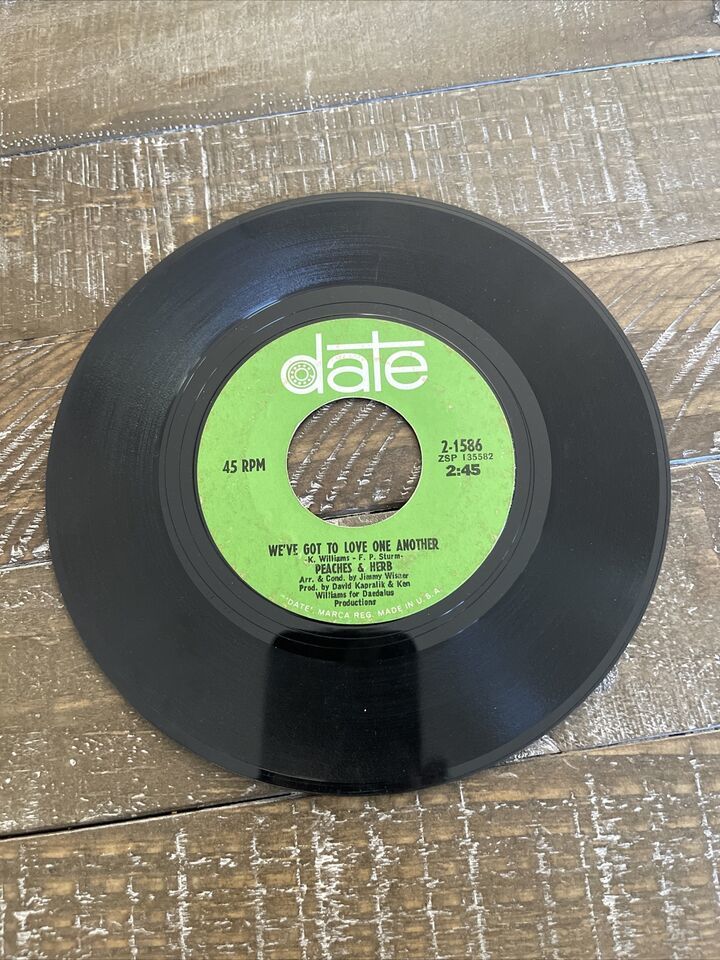 date
45 RPM
2-1586
ZSP 135582
2:45
WE'VE GOT TO LOVE ONE ANOTHER
-K. Williams - F. P. Sturm-
PEACHES & HERB
Arr. & Cond. by Jimmy Wisner
Prod. by David Kapralik & Ken
Williams for Daedalus
Productions
"DATE", MARCA REG. MADE IN U.S.A.